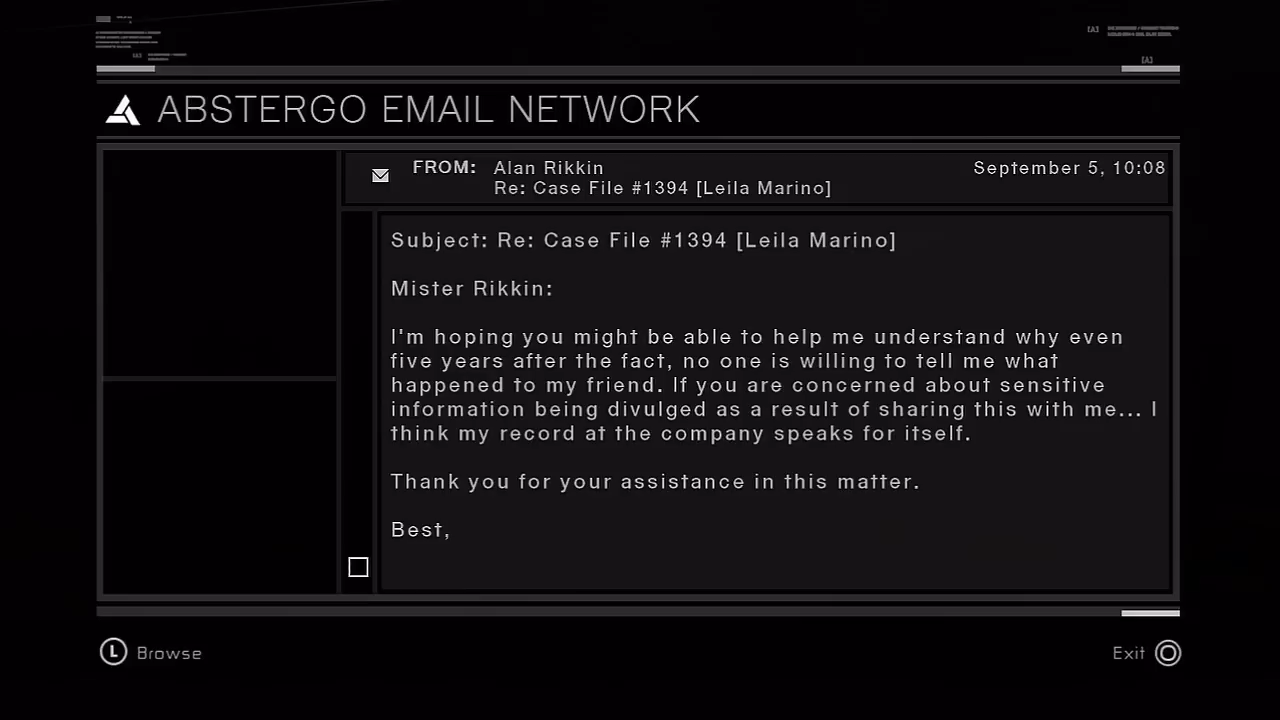 ABSTERGO EMAIL NETWORK
FROM: Alan Rikkin
September 5, 10:08
Re: Case File #1394 [Leila Marino]
Subject: Re: Case File #1394 [Leila Marino]
Mister Rikkin:
I'm hoping you might be able to help me understand why even
five years after the fact, no one is willing to tell me what
happened to my friend. If you are concerned about sensitive
information being divulged as a result of sharing this with me... I
think my record at the company speaks for itself.
Thank you for your assistance in this matter.
Best,
L Browse
Exit